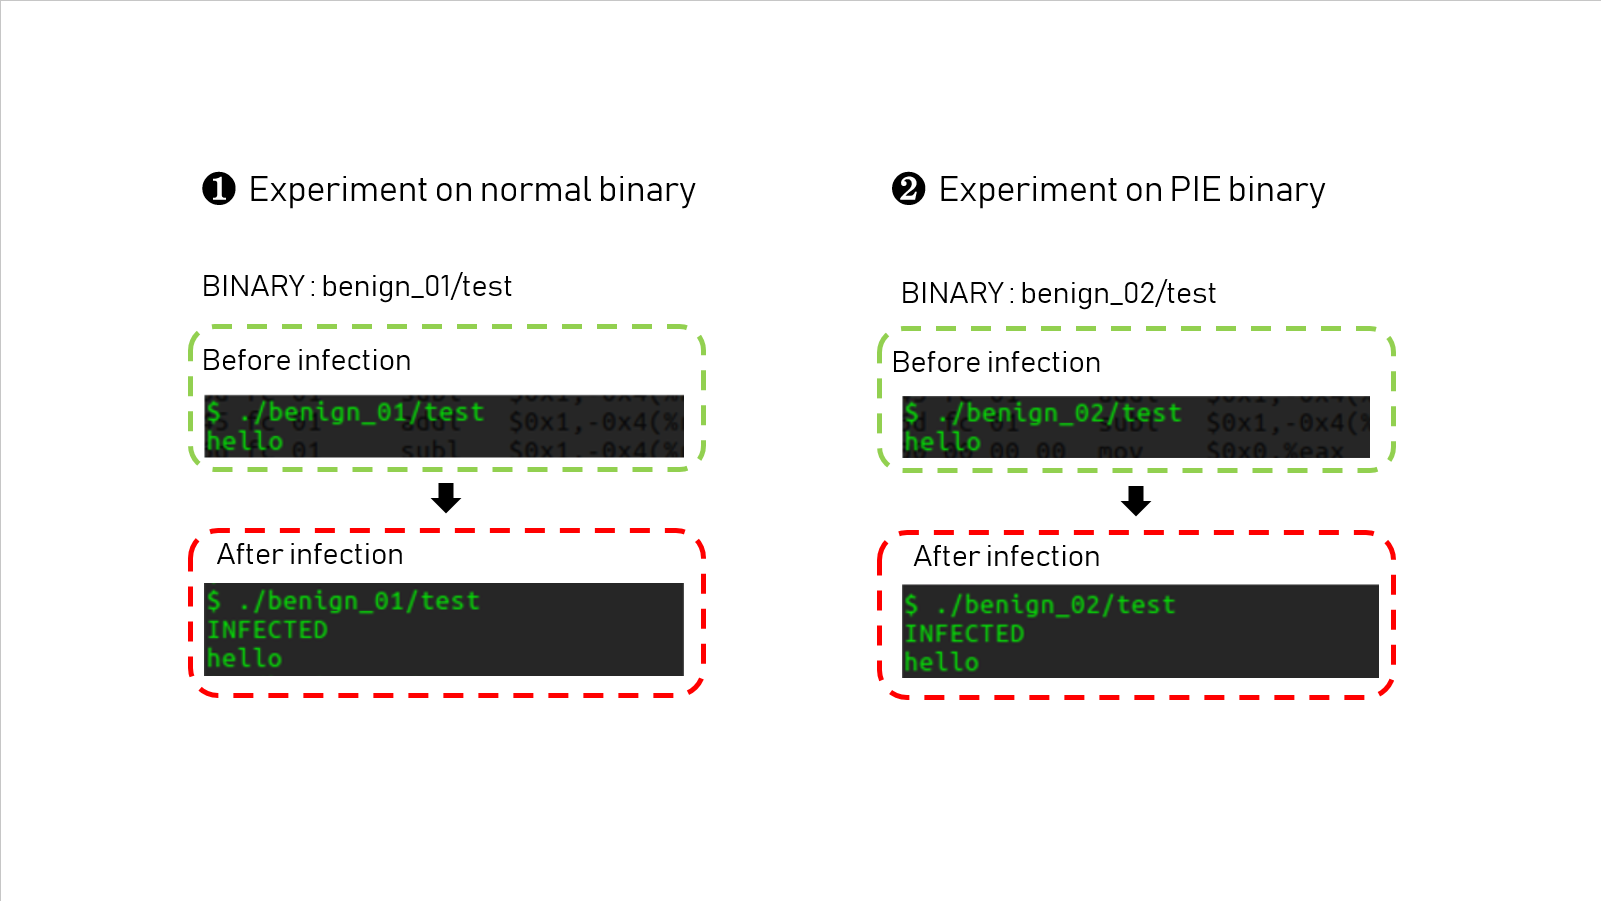 ❶ Experiment on normal binary
BINARY : benign_01/test
Before infection
$ ./benign_01/test
hello
After infection
$ ./benign_01/test
INFECTED
hello
❷ Experiment on PIE binary
BINARY : benign_02/test
Before infection
$ ./benign_02/test
hello
After infection
$ ./benign_02/test
INFECTED
hello